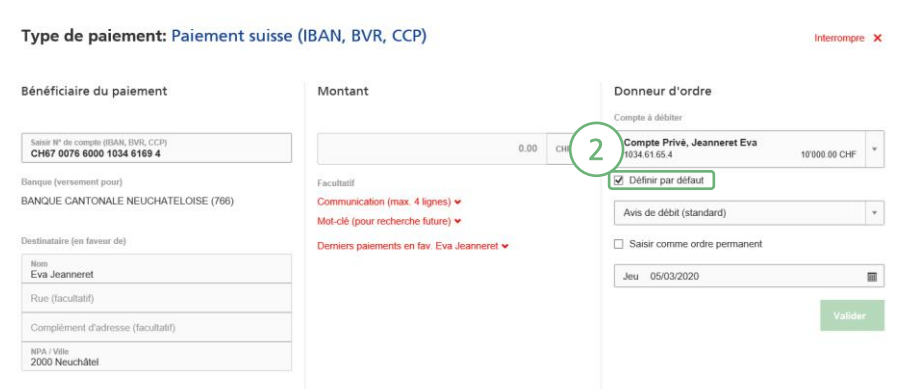 Type de paiement: Paiement suisse (IBAN, BVR, CCP)
Interrompre ×
Bénéficiaire du paiement
Saisir N° de compte (IBAN, BVR, CCP)
CH67 0076 6000 1034 6169 4
Banque (versement pour)
BANQUE CANTONALE NEUCHATELOISE (766)
Destinataire (en faveur de)
Nom
Eva Jeanneret
Rue (facultatif)
Complément d'adresse (facultatif)
NPA / Ville
2000 Neuchâtel
Montant
0.00
Facultatif
Communication (max. 4 lignes)
Mot-clé (pour recherche future)
Derniers paiements en fav. Eva Jeanneret
Donneur d'ordre
Compte à débiter
2
Compte Privé, Jeanneret Eva
1034.61.65.4 10'000.00 CHF
Définir par défaut
Avis de débit (standard)
Saisir comme ordre permanent
Jeu 05/03/2020
Valider